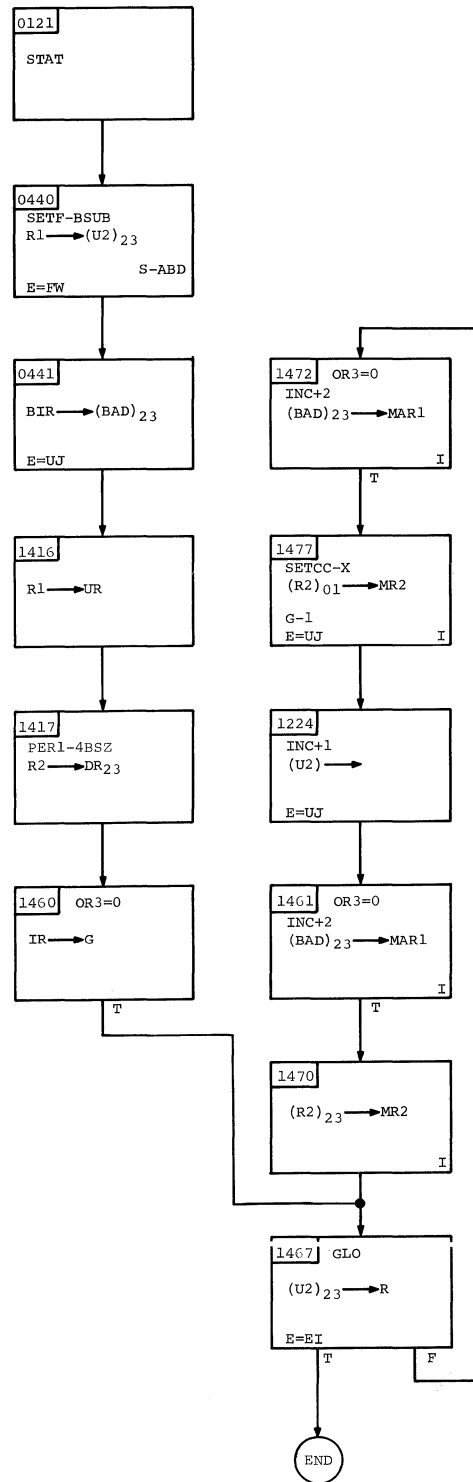 0121
STAT
0440
SETF-BSUB
R1 → (U2)23
S-ABD
E=FW
0441
BIR → (BAD)23
E=UJ
1416
R1 → UR
1417
PER1-4BSZ
R2 → DR23
1460 OR3=0
IR → G
T
1472 OR3=0
INC+2
(BAD)23 → MAR1
I
T
1477
SETCC-X
(R2)01 → MR2
G-1
E=UJ I
1224
INC+1
(U2) →
E=UJ
1461 OR3=0
INC+2
(BAD)23 → MAR1
I
T
1470
(R2)23 → MR2
I
1467 GLO
(U2)23 → R
E=EI
T F
END